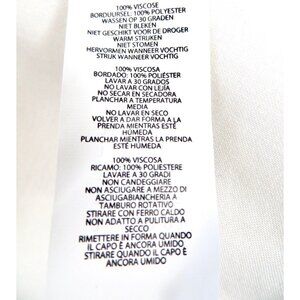 100% VISCOSE
BORDUURSEL: 100% POLYESTER
WASSEN OP 30 GRADEN
NIET BLEKEN
NIET GESCHIKT VOOR DE DROGER
WARM STRIJKEN
NIET STOMEN
HERVORMEN WANNEER VOCHTIG
STRIJK WANNEER VOCHTIG
100% VISCOSA
BORDADO: 100% POLIÉSTER
LAVAR A 30 GRADOS
NO LAVAR CON LEJÍA
NO SECAR EN SECADORA
PLANCHAR A TEMPERATURA
MEDIA
NO LAVAR EN SECO
VOLVER A DAR FORMA A LA
PRENDA MIENTRAS ESTÉ
HÚMEDA
PLANCHAR MIENTRAS LA PRENDA
ESTÉ HÚMEDA
100% VISCOSA
RICAMO: 100% POLIESTERE
LAVARE A 30 GRADI
NON CANDEGGIARE
NON ASCIUGARE A MEZZO DI
ASCIUGABIANCHERIA A
TAMBURO ROTATIVO
STIRARE CON FERRO CALDO
NON ADATTO A PULITURA A
SECCO
RIMETTERE IN FORMA QUANDO
IL CAPO È ANCORA UMIDO
STIRARE QUANDO IL CAPO È
ANCORA UMIDO